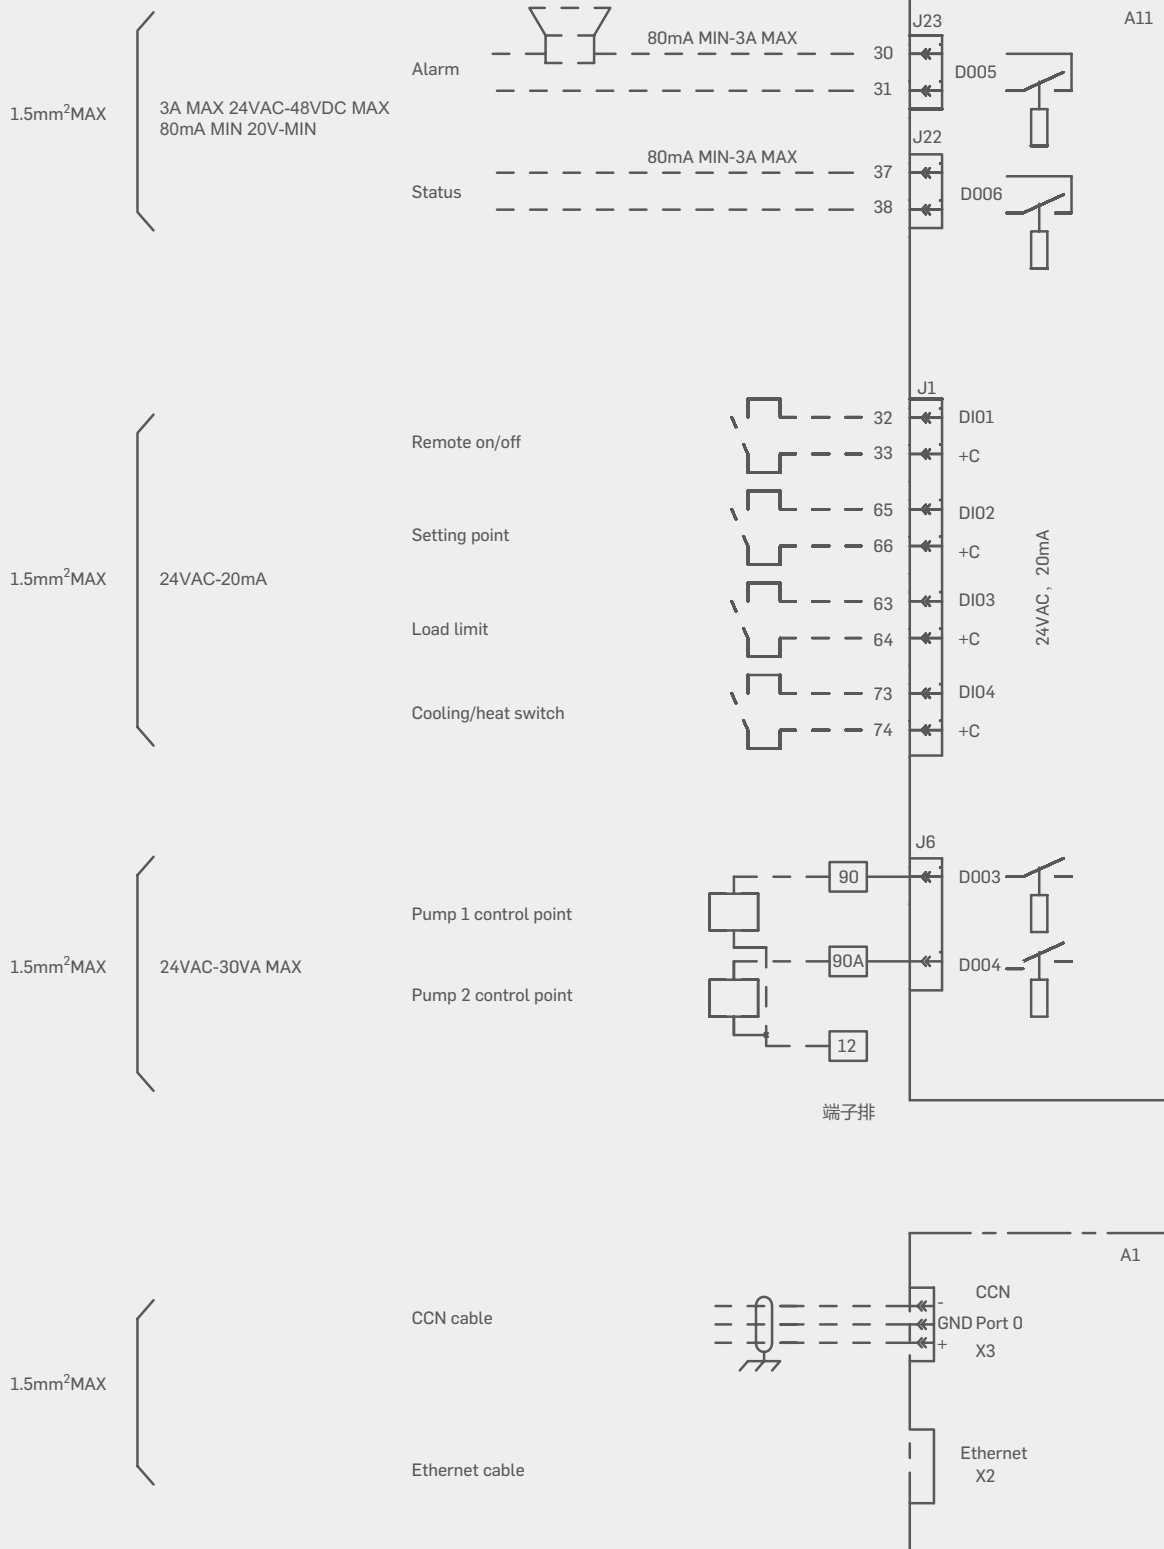 A11
J23
80mA MIN-3A MAX
30
Alarm
D005
31
1.5mm²MAX
3A MAX 24VAC-48VDC MAX
80mA MIN 20V-MIN
J22
80mA MIN-3A MAX
37
Status
D006
38
J1
32
DI01
Remote on/off
33
+C
65
DI02
Setting point
66
+C
1.5mm²MAX
24VAC-20mA
24VAC, 20mA
63
DI03
Load limit
64
+C
73
DI04
Cooling/heat switch
74
+C
J6
90
D003
Pump 1 control point
1.5mm²MAX
24VAC-30VA MAX
90A
D004
Pump 2 control point
12
端子排
A1
CCN
-
CCN cable
GND Port 0
+
X3
1.5mm²MAX
Ethernet
Ethernet cable
X2